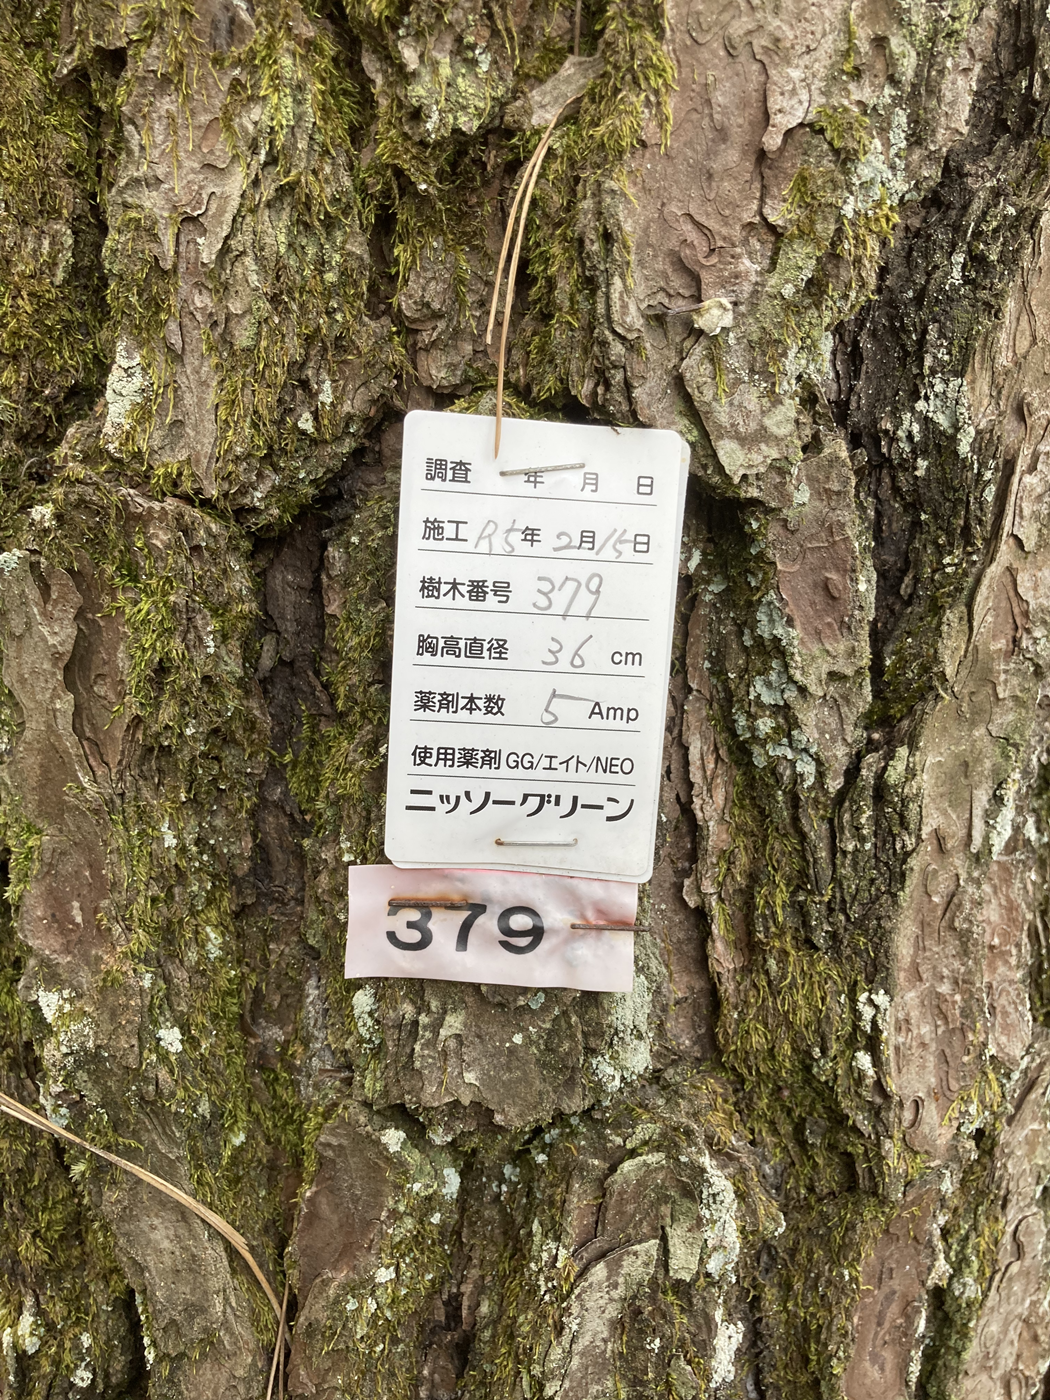 調査 年 月 日
施工 R5年 2月15日
樹木番号 379
胸高直径 36 cm
薬剤本数 5 Amp
使用薬剤 GG/エイト/NEO
ニッソーグリーン
379